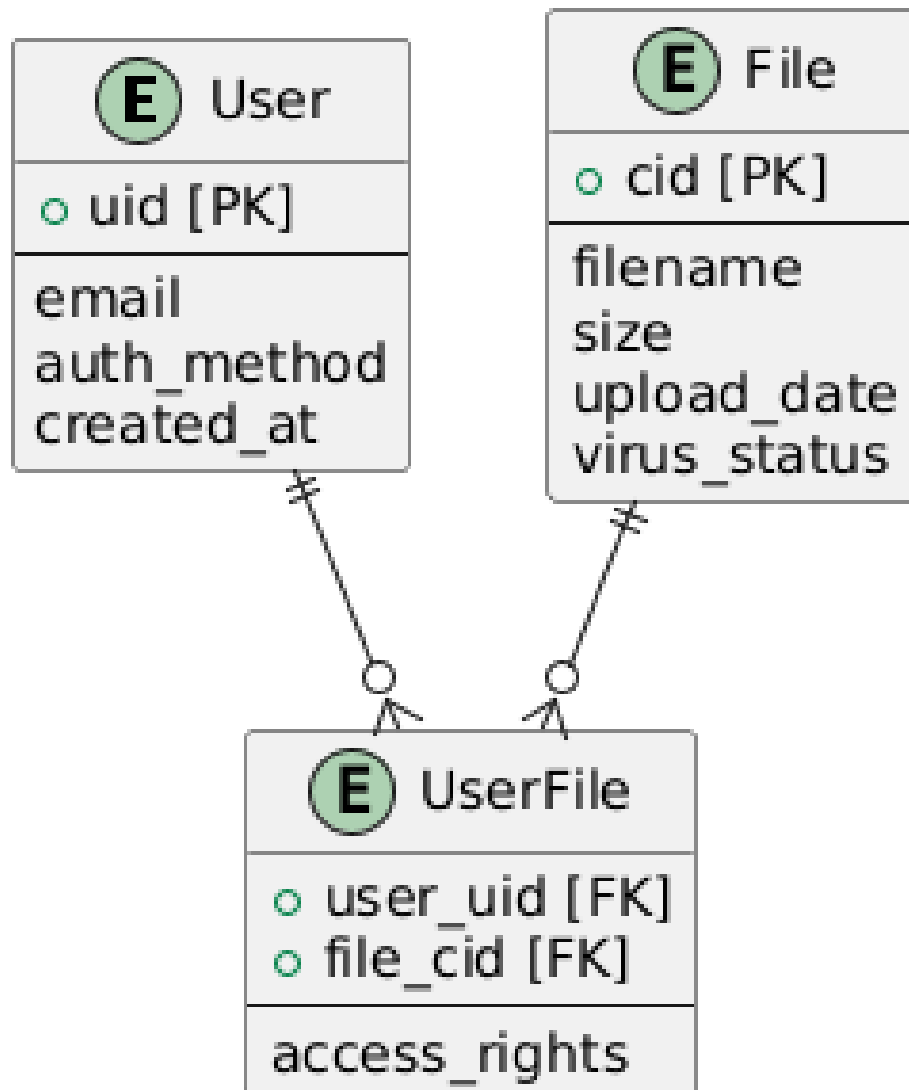 E User
uid [PK]
email
auth_method
created_at
E File
cid [PK]
filename
size
upload_date
virus_status
E UserFile
user_uid [FK]
file_cid [FK]
access_rights